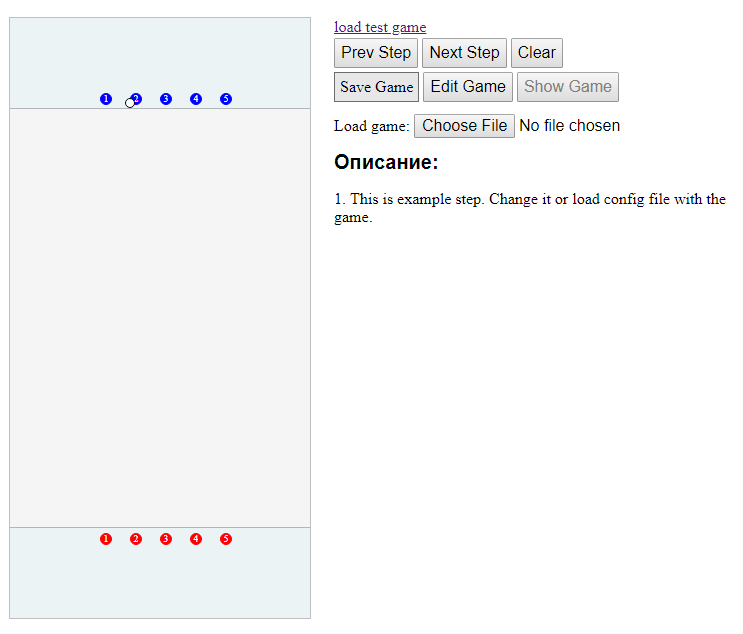 load test game
Prev Step Next Step Clear
Save Game Edit Game Show Game
Load game: Choose File No file chosen
Описание:
1. This is example step. Change it or load config file with the
game.
1 2 3 4 5
1 2 3 4 5